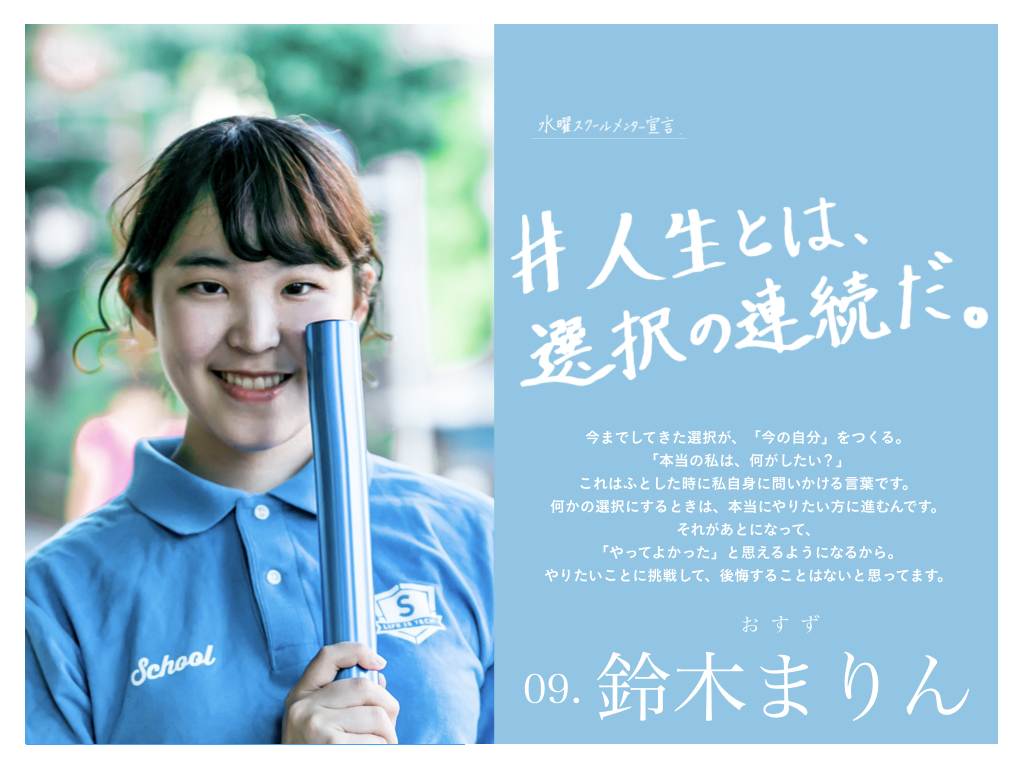 水曜スクールメンター宣言
#人生とは、
選択の連続だ。
今までしてきた選択が、「今の自分」をつくる。
「本当の私は、何がしたい？」
これはふとした時に私自身に問いかける言葉です。
何かの選択にするときは、本当にやりたい方に進むんです。
それがあとになって、
「やってよかった」と思えるようになるから。
やりたいことに挑戦して、後悔することはないと思ってます。
おすず
09. 鈴木まりん
S
LIFE IS TECH
School